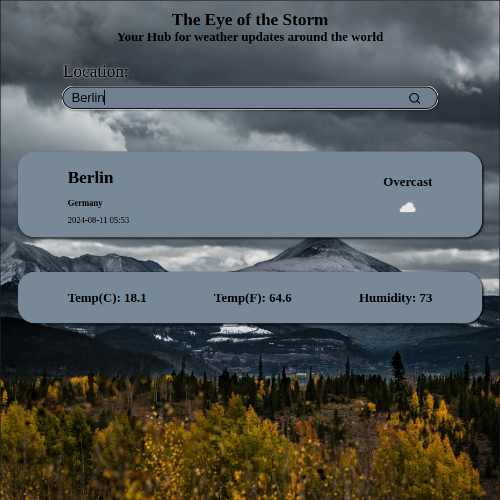 The Eye of the Storm
Your Hub for weather updates around the world
Location:
Berlin
Berlin
Overcast
Germany
2024-08-11 05:53
Temp(C): 18.1 Temp(F): 64.6 Humidity: 73